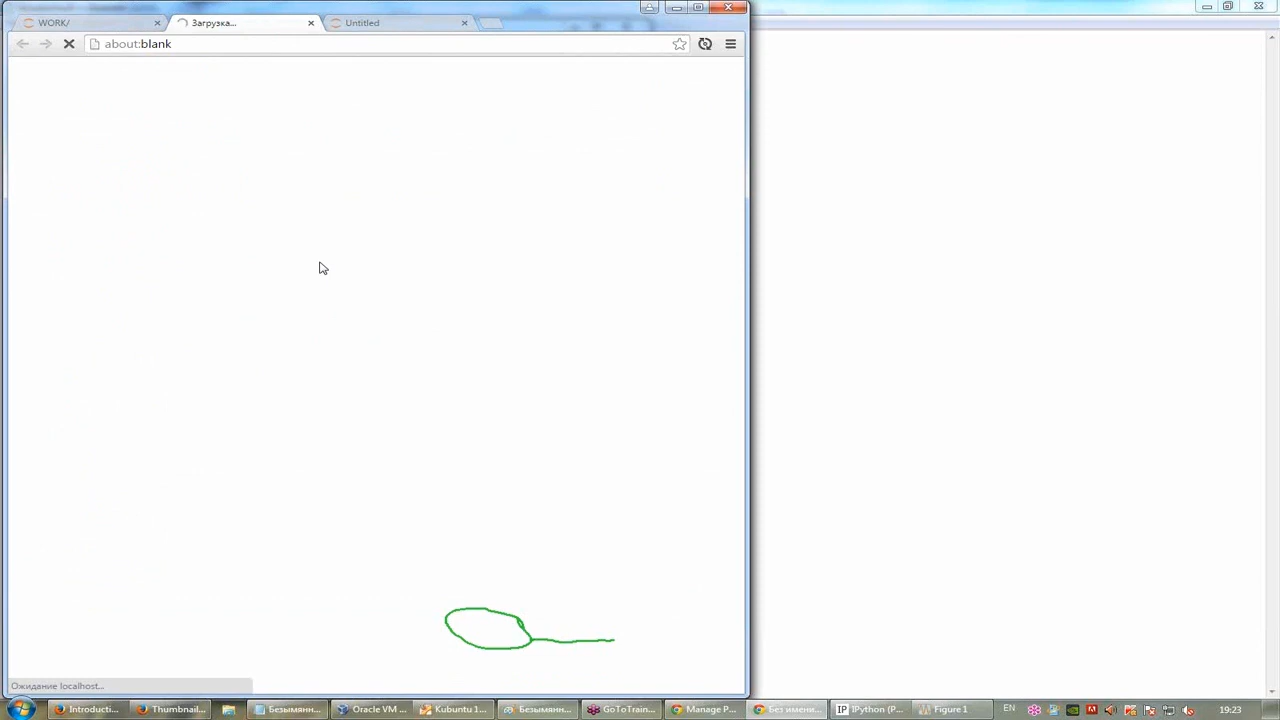 WORK/
Загрузка...
Untitled
about:blank
Ожидание localhost...
Introducti...
Thumbnail...
Безымянн...
Oracle VM ...
Kubuntu 1...
Безымянн...
GoToTrain...
Manage P...
Без имени...
IP
IPython (P...
Figure 1
EN
19:23